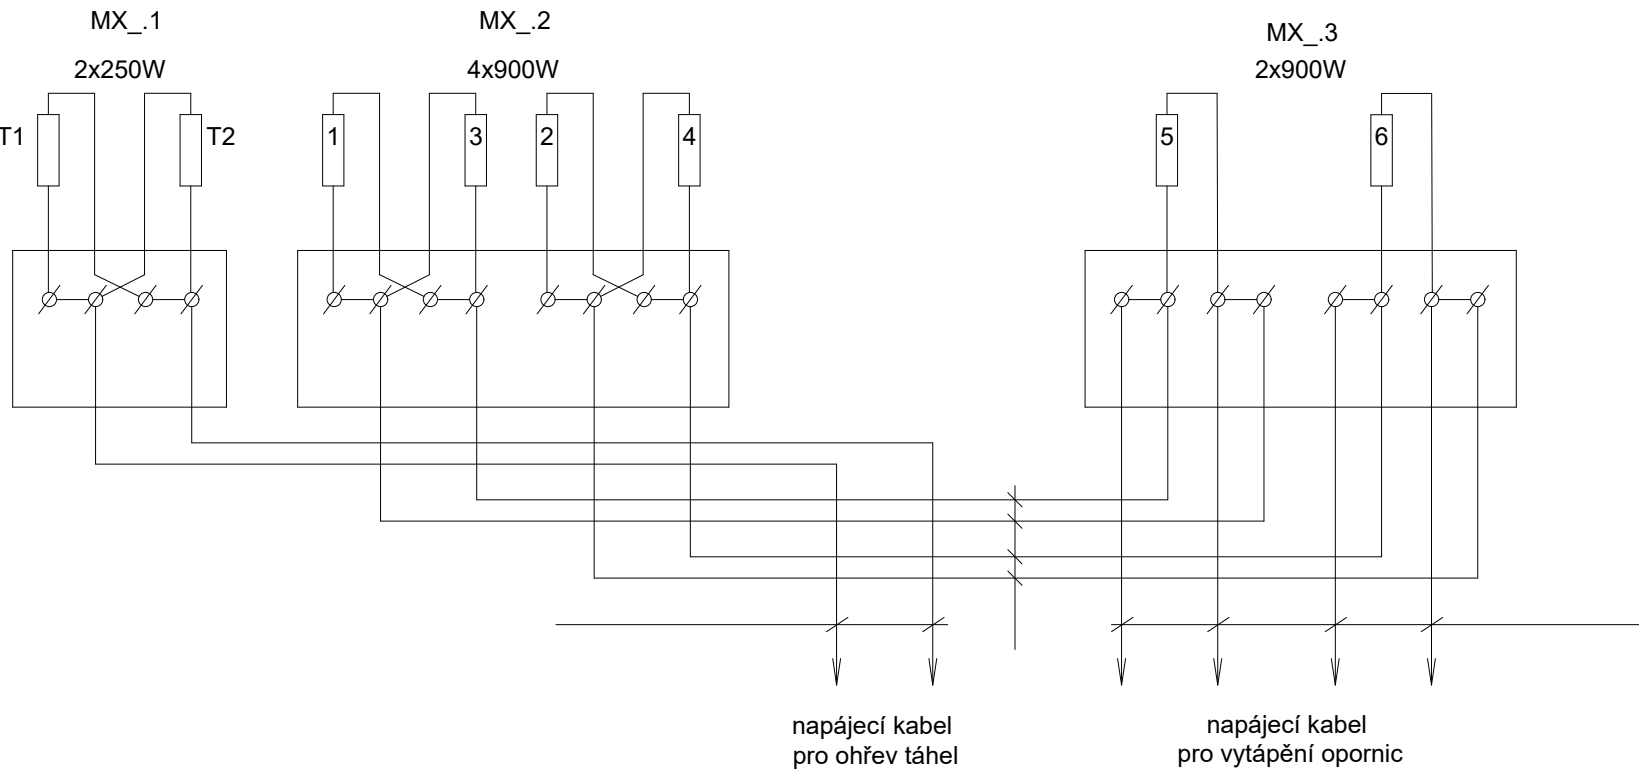 MX_.1
MX_.2
MX_.3
2x250W
4x900W
2x900W
T1
T2
1
3
2
4
5
6
napájecí kabel
pro ohřev táhel
napájecí kabel
pro vytápění opornic